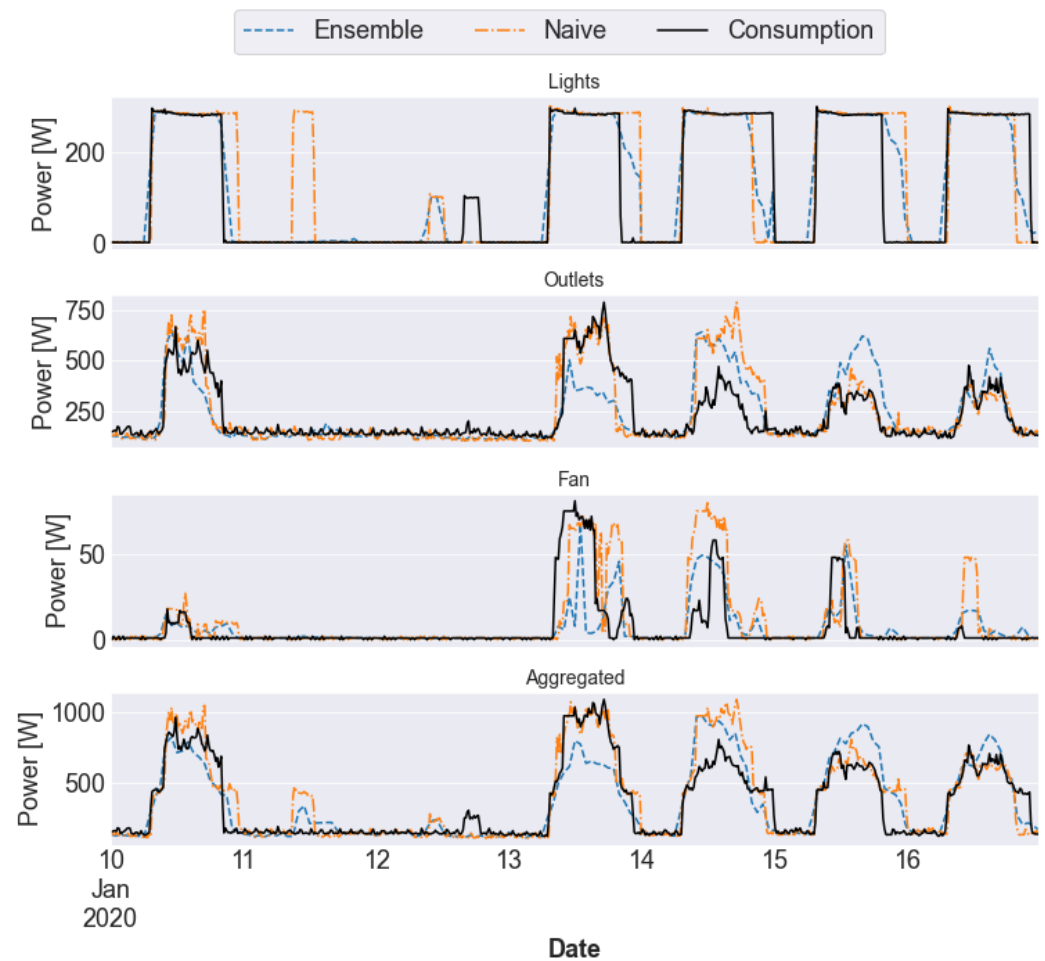 Ensemble Naive Consumption
Lights
Power [W]
200
0
Outlets
Power [W]
750
500
250
Fan
Power [W]
50
0
Aggregated
Power [W]
1000
500
10 11 12 13 14 15 16
Jan
2020
Date